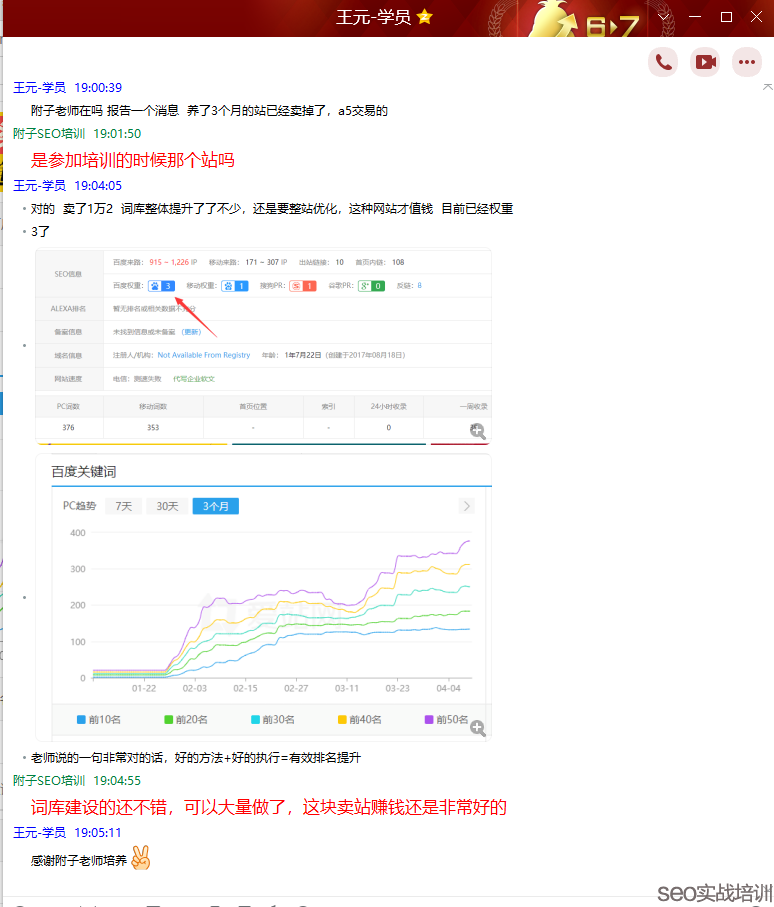 王元-学员
6 7
王元-学员 19:00:39
附子老师在吗 报告一个消息 养了3个月的站已经卖掉了，a5交易的
附子SEO培训 19:01:50
是参加培训的时候那个站吗
王元-学员 19:04:05
对的 卖了1万2 词库整体提升了了不少，还是要整站优化，这种网站才值钱 目前已经权重
3了
SEO信息
百度来路： 915 ~ 1,226 IP 移动来路： 171 ~ 307 IP 出站链接： 10 首页内链： 108
百度权重： 3 移动权重： 1 搜狗PR： 1 谷歌PR： 0 反链： 8
ALEXA排名 暂无排名或相关数据不充分
备案信息 未找到信息或未备案 （更新）
域名信息 注册人/机构： Not Available From Registry 年龄： 1年7月22日（创建于2017年08月18日）
网站速度 电信： 测速失败 代写企业软文
PC词数 移动词数 首页位置 索引 24小时收录 一周收录
376 353 - - 0
百度关键词
PC趋势 7天 30天 3个月
400
300
200
100
0
01-22 02-03 02-15 02-27 03-11 03-23 04-04
前10名 前20名 前30名 前40名 前50名
老师说的一句非常对的话，好的方法+好的执行=有效排名提升
附子SEO培训 19:04:55
词库建设的还不错，可以大量做了，这块卖站赚钱还是非常好的
王元-学员 19:05:11
感谢附子老师培养
seo实战培训